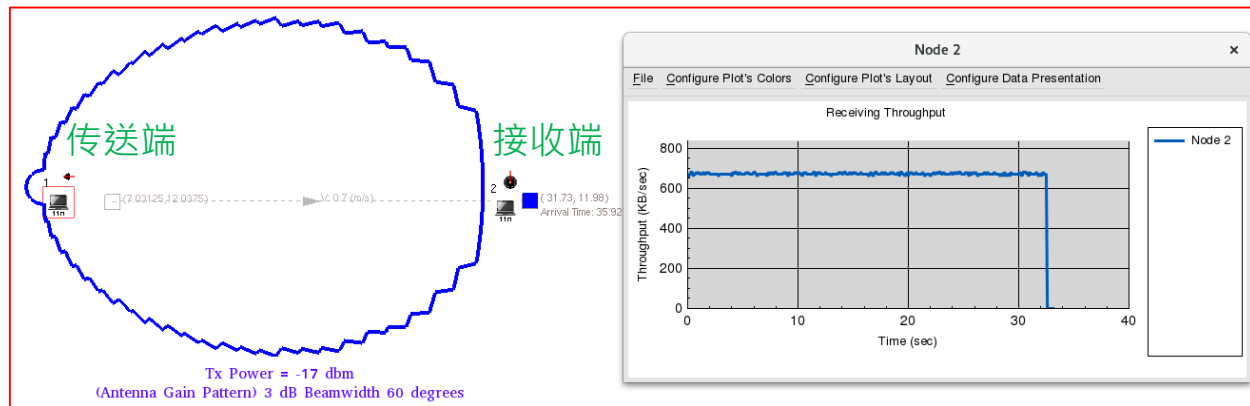 传送端
接收端
1
11n
(7.03125,12.0375)
V: 0.7 (m/s)
2
11n
( 31.73, 11.98)
Arrival Time: 35.92
Tx Power = -17 dbm
(Antenna Gain Pattern) 3 dB Beamwidth 60 degrees
Node 2
×
File Configure Plot's Colors Configure Plot's Layout Configure Data Presentation
Receiving Throughput
Throughput (KB/sec)
800
600
400
200
0
0 10 20 30 40
Time (sec)
Node 2